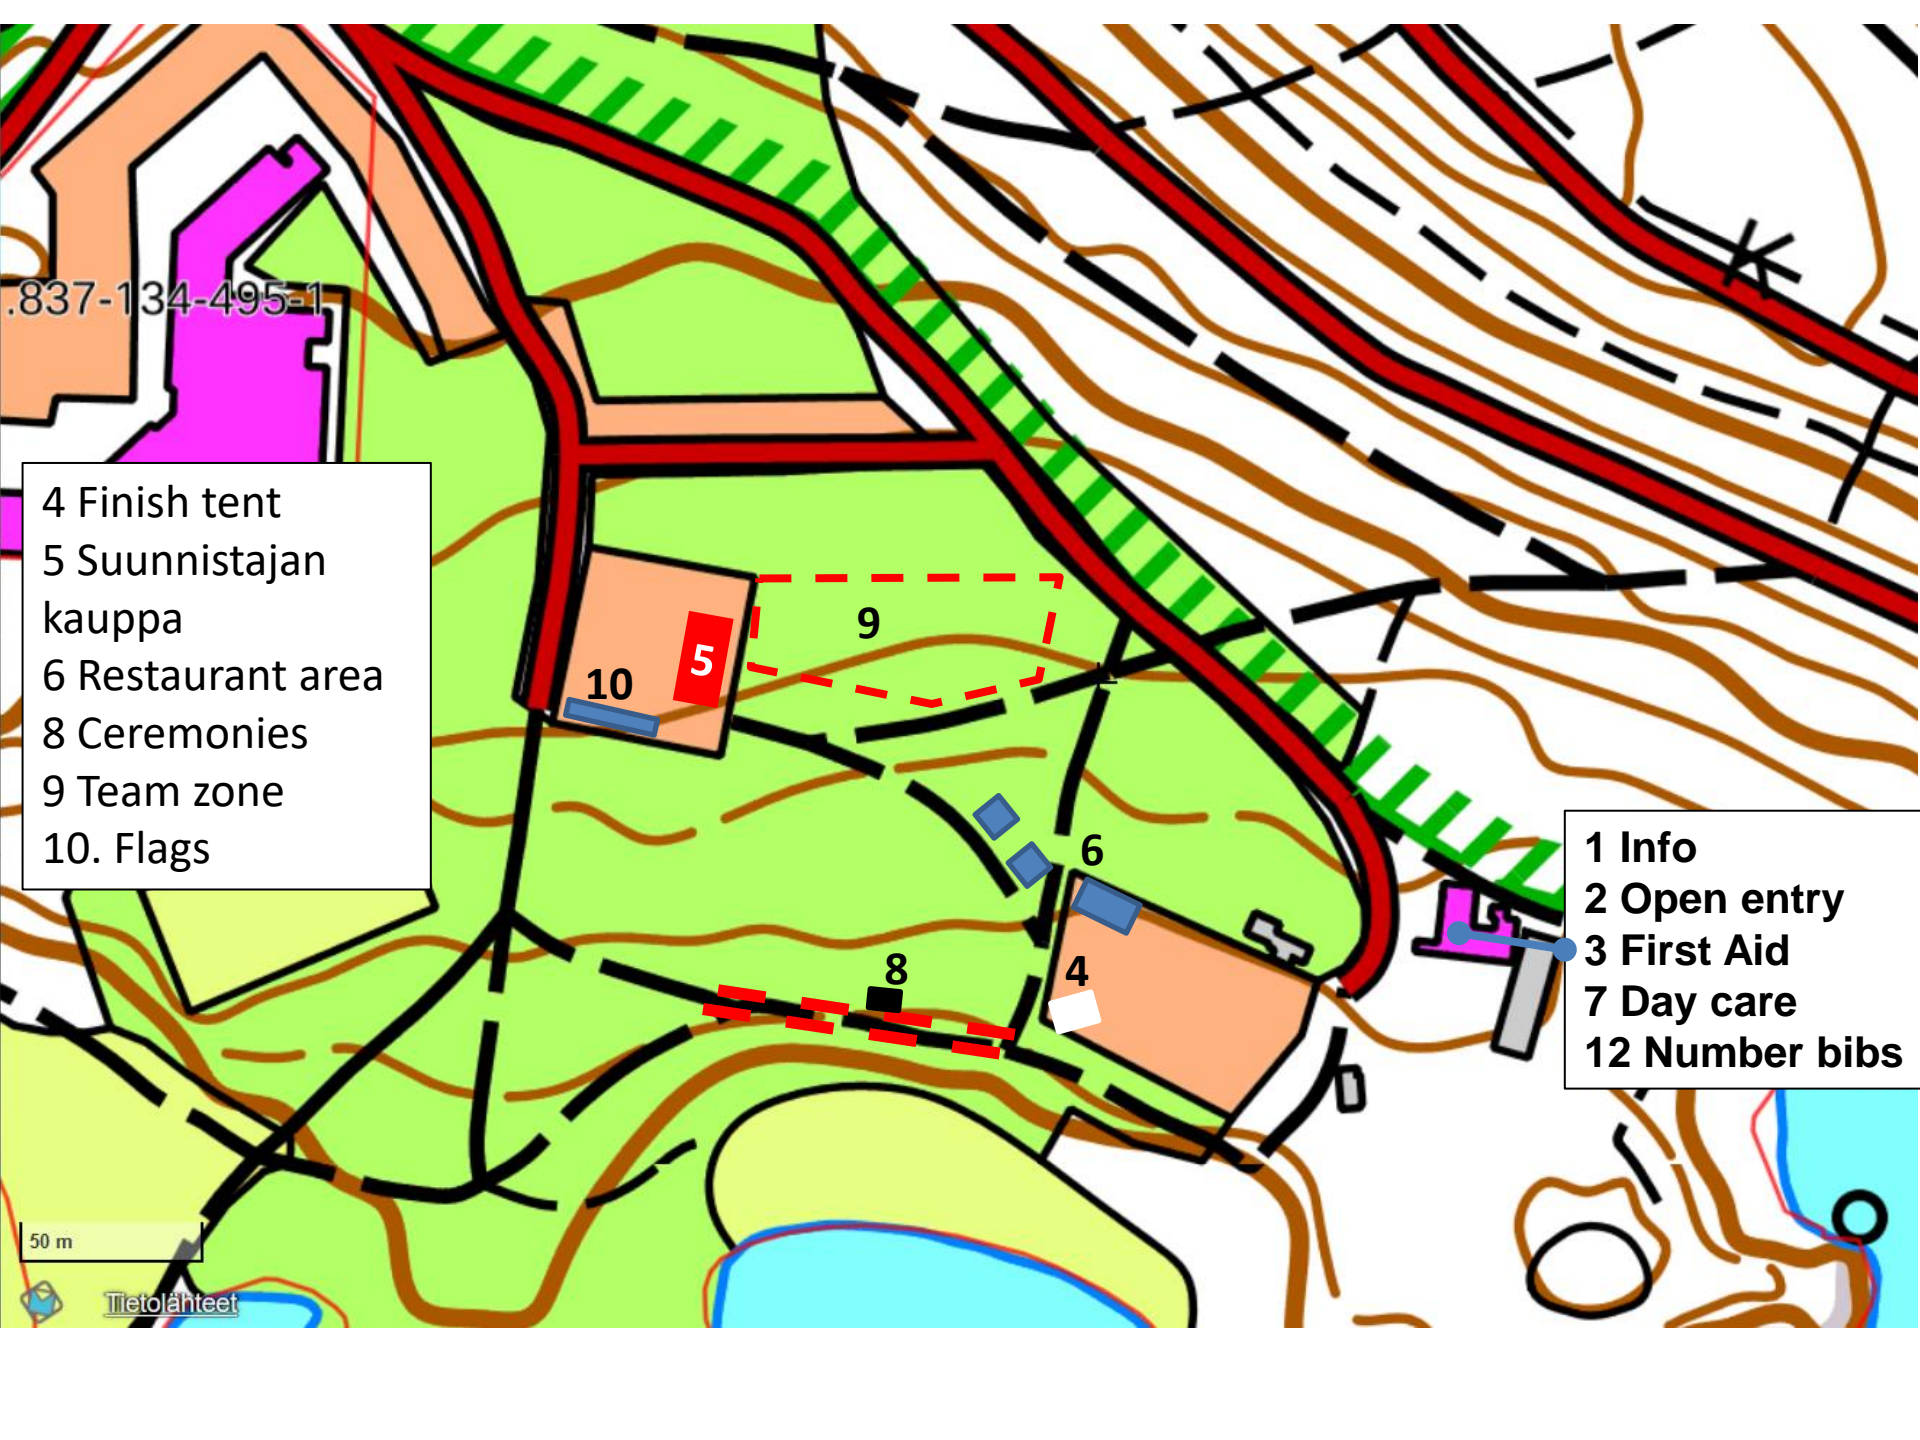 .837-134-495-1
4 Finish tent
5 Suunnistajan
kauppa
6 Restaurant area
8 Ceremonies
9 Team zone
10. Flags
9
5
10
6
8
4
1 Info
2 Open entry
3 First Aid
7 Day care
12 Number bibs
50 m
Tietolähteet